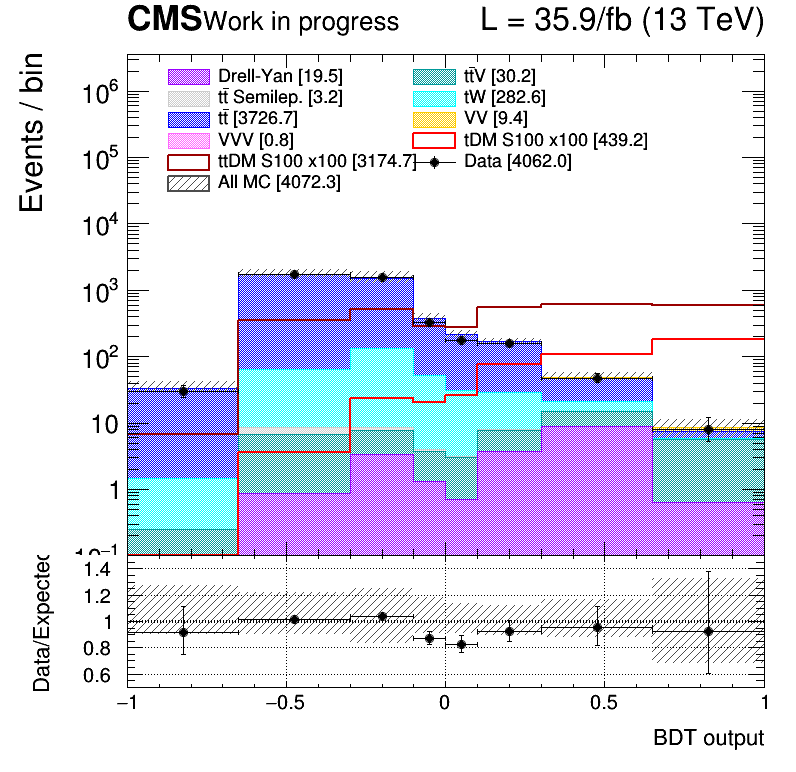 CMS Work in progress L = 35.9/fb (13 TeV)
Events / bin
Drell-Yan [19.5] tt̄V [30.2]
tt̄ Semilep. [3.2] tW [282.6]
tt̄ [3726.7] VV [9.4]
VVV [0.8] tDM S100 x100 [439.2]
ttDM S100 x100 [3174.7] Data [4062.0]
All MC [4072.3]
10⁶
10⁵
10⁴
10³
10²
10
1
10⁻¹
Data/Expected
1.4
1.2
1
0.8
0.6
−1 −0.5 0 0.5 1
BDT output